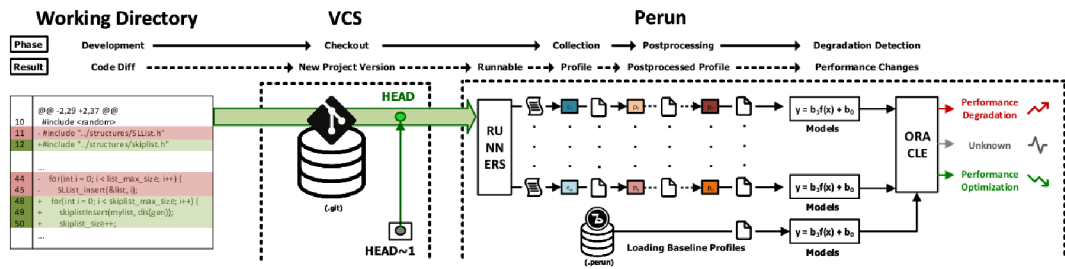 Working Directory VCS Perun
Phase Development Checkout Collection Postprocessing Degradation Detection
Result Code Diff New Project Version Runnable Profile Postprocessed Profile Performance Changes
@@ -2,29 +2,37 @@
10 #include <random>
11 - #include "../structures/SLList.h"
12 +#include "../structures/skiplist.h"
...
44 - for(int i = 0; i < list_max_size; i++) {
45 - SLList_insert(&list, i);
48 + for(int i = 0; i < skiplist_max_size; i++) {
49 + skiplistInsert(mylist, dis(gen));
50 + skiplist_size++;
...
HEAD
(.git)
HEAD~1
RU
NN
ERS
y = b₁f(x) + b₀
Models
y = b₁f(x) + b₀
Models
(.perun)
Loading Baseline Profiles
y = b₁f(x) + b₀
Models
ORA
CLE
Performance
Degradation
Unknown
Performance
Optimization